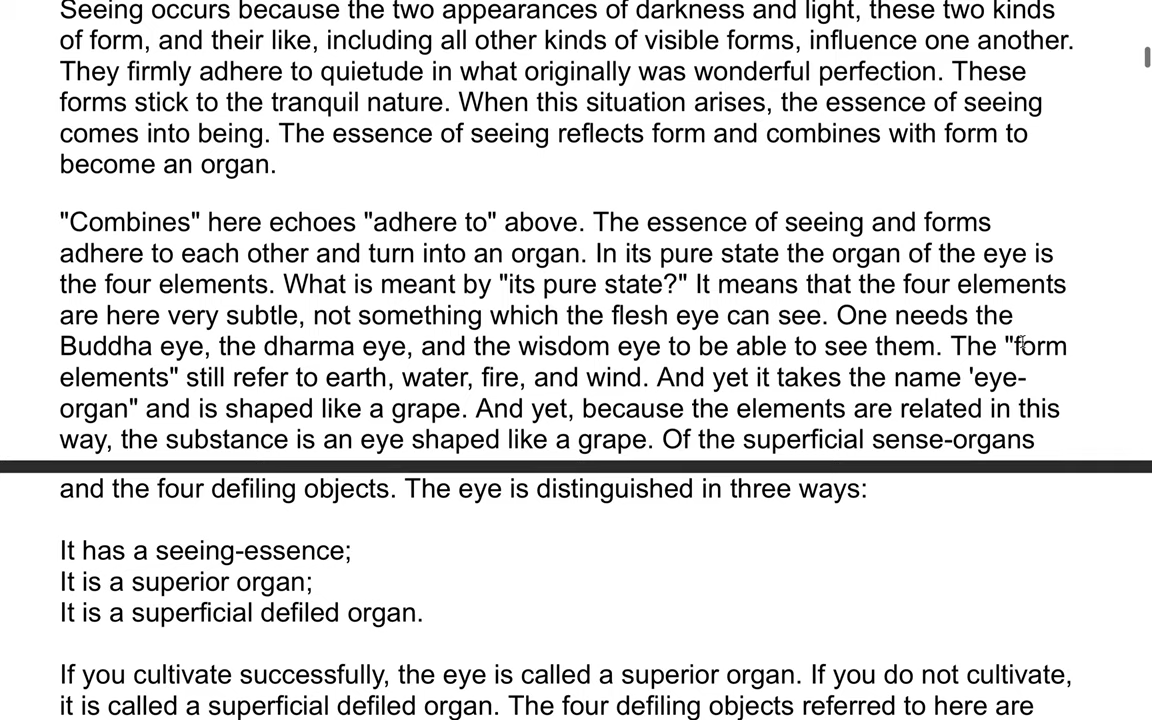 Seeing occurs because the two appearances of darkness and light, these two kinds
of form, and their like, including all other kinds of visible forms, influence one another.
They firmly adhere to quietude in what originally was wonderful perfection. These
forms stick to the tranquil nature. When this situation arises, the essence of seeing
comes into being. The essence of seeing reflects form and combines with form to
become an organ.
"Combines" here echoes "adhere to" above. The essence of seeing and forms
adhere to each other and turn into an organ. In its pure state the organ of the eye is
the four elements. What is meant by "its pure state?" It means that the four elements
are here very subtle, not something which the flesh eye can see. One needs the
Buddha eye, the dharma eye, and the wisdom eye to be able to see them. The "form
elements" still refer to earth, water, fire, and wind. And yet it takes the name 'eye-
organ" and is shaped like a grape. And yet, because the elements are related in this
way, the substance is an eye shaped like a grape. Of the superficial sense-organs
and the four defiling objects. The eye is distinguished in three ways:
It has a seeing-essence;
It is a superior organ;
It is a superficial defiled organ.
If you cultivate successfully, the eye is called a superior organ. If you do not cultivate,
it is called a superficial defiled organ. The four defiling objects referred to here are